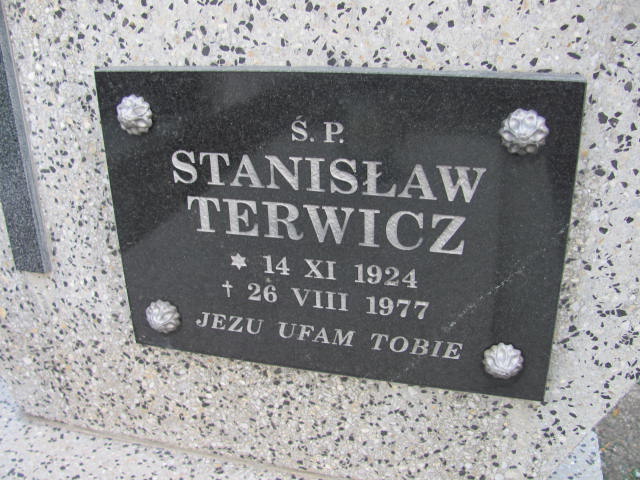 Ś. P.
STANISŁAW
TERWICZ
* 14 XI 1924
† 26 VIII 1977
JEZU UFAM TOBIE